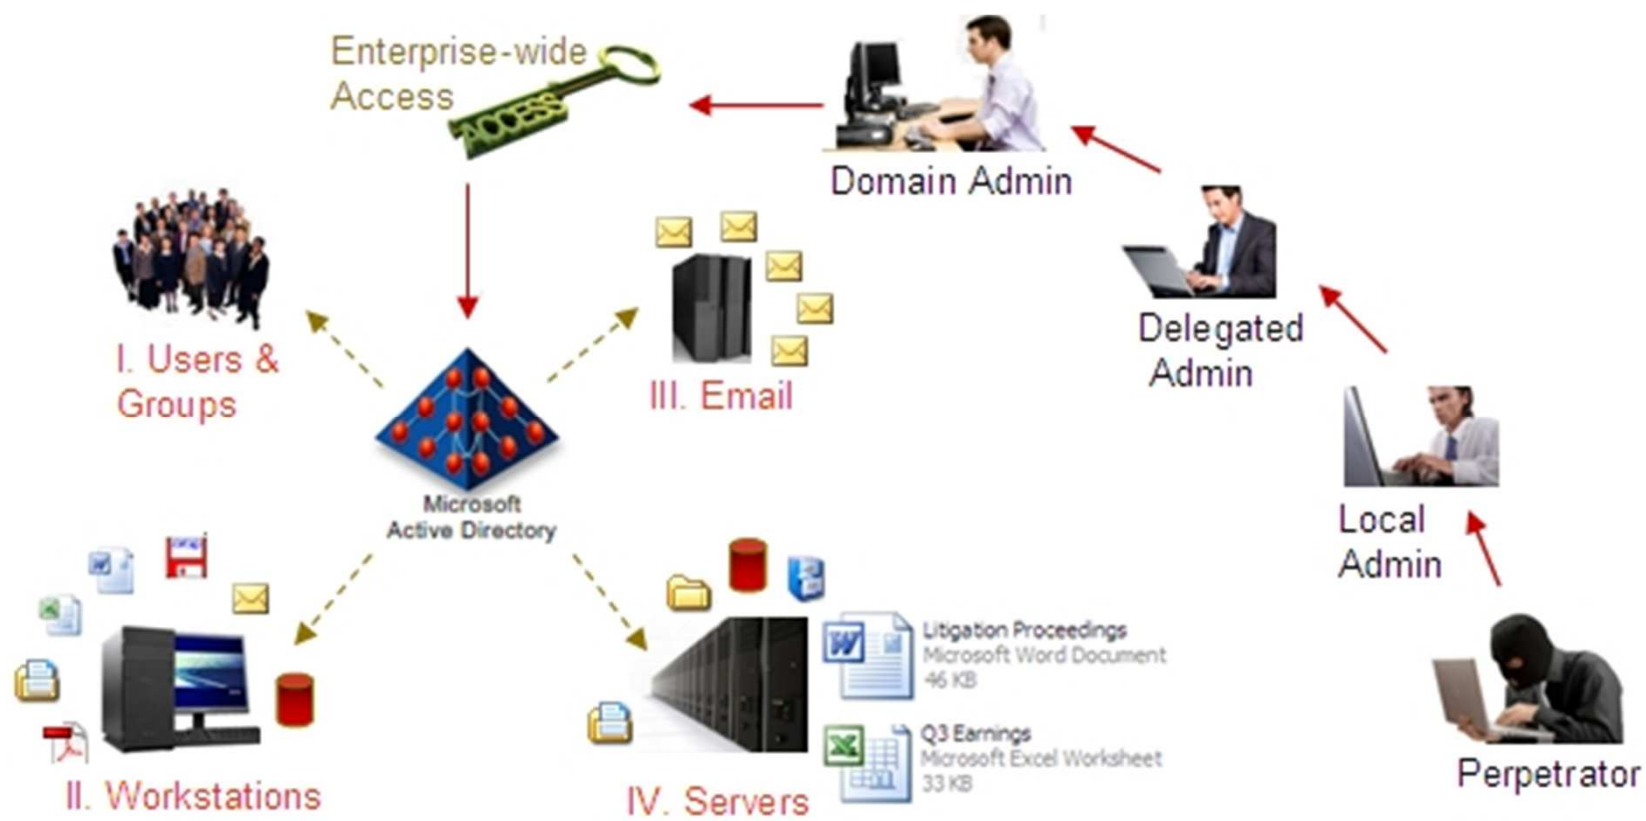 Enterprise-wide
Access
ACCESS
Domain Admin
I. Users &
Groups
III. Email
Delegated
Admin
Microsoft
Active Directory
Local
Admin
Litigation Proceedings
Microsoft Word Document
46 KB
Q3 Earnings
Microsoft Excel Worksheet
33 KB
II. Workstations
IV. Servers
Perpetrator